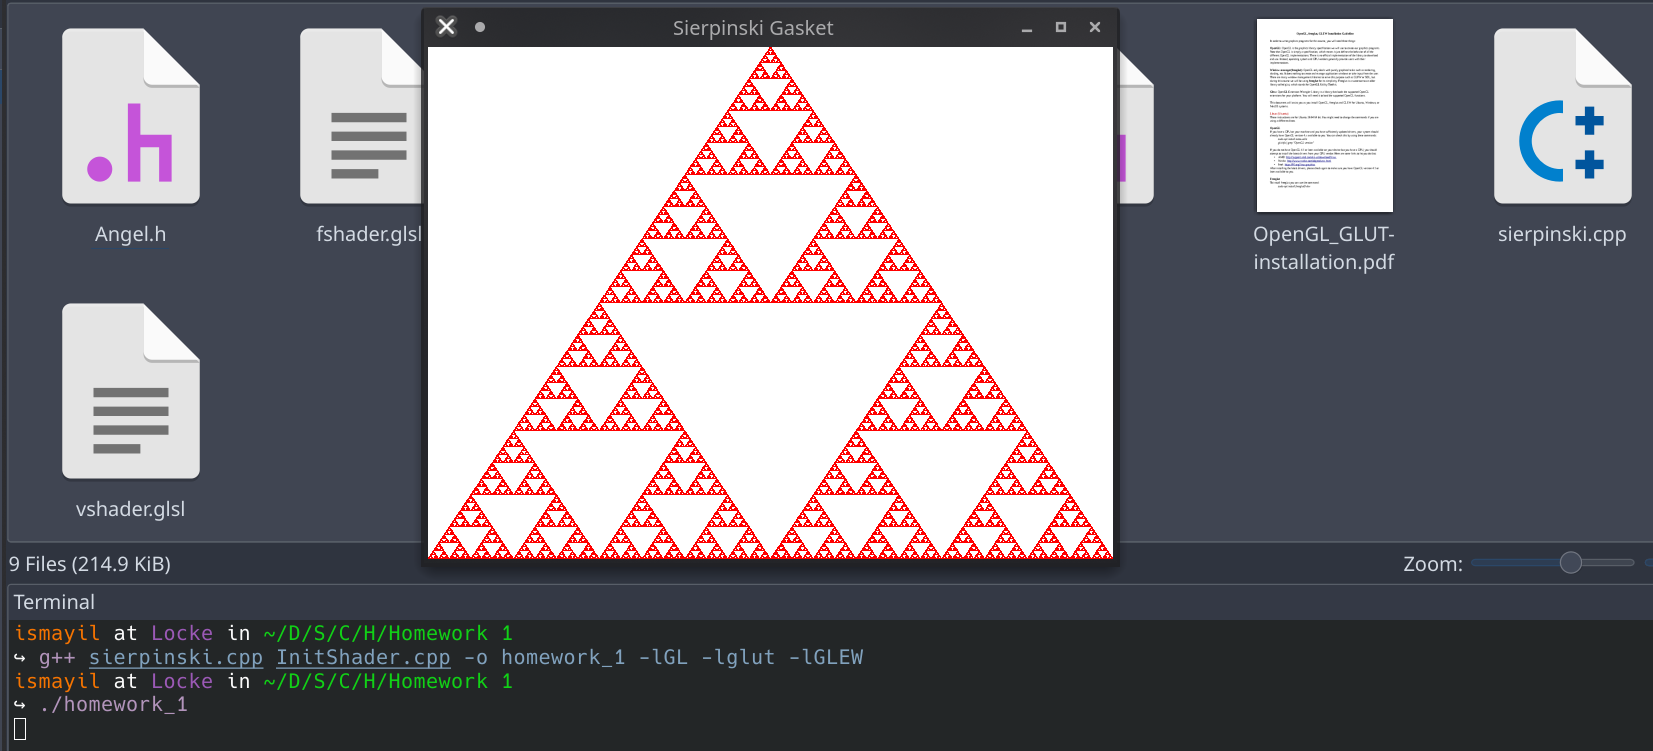 Sierpinski Gasket
.h
Angel.h
fshader.glsl
OpenGL_GLUT-
installation.pdf
sierpinski.cpp
vshader.glsl
9 Files (214.9 KiB)
Zoom:
Terminal
ismayil at Locke in ~/D/S/C/H/Homework 1
↪ g++ sierpinski.cpp InitShader.cpp -o homework_1 -lGL -lglut -lGLEW
ismayil at Locke in ~/D/S/C/H/Homework 1
↪ ./homework_1